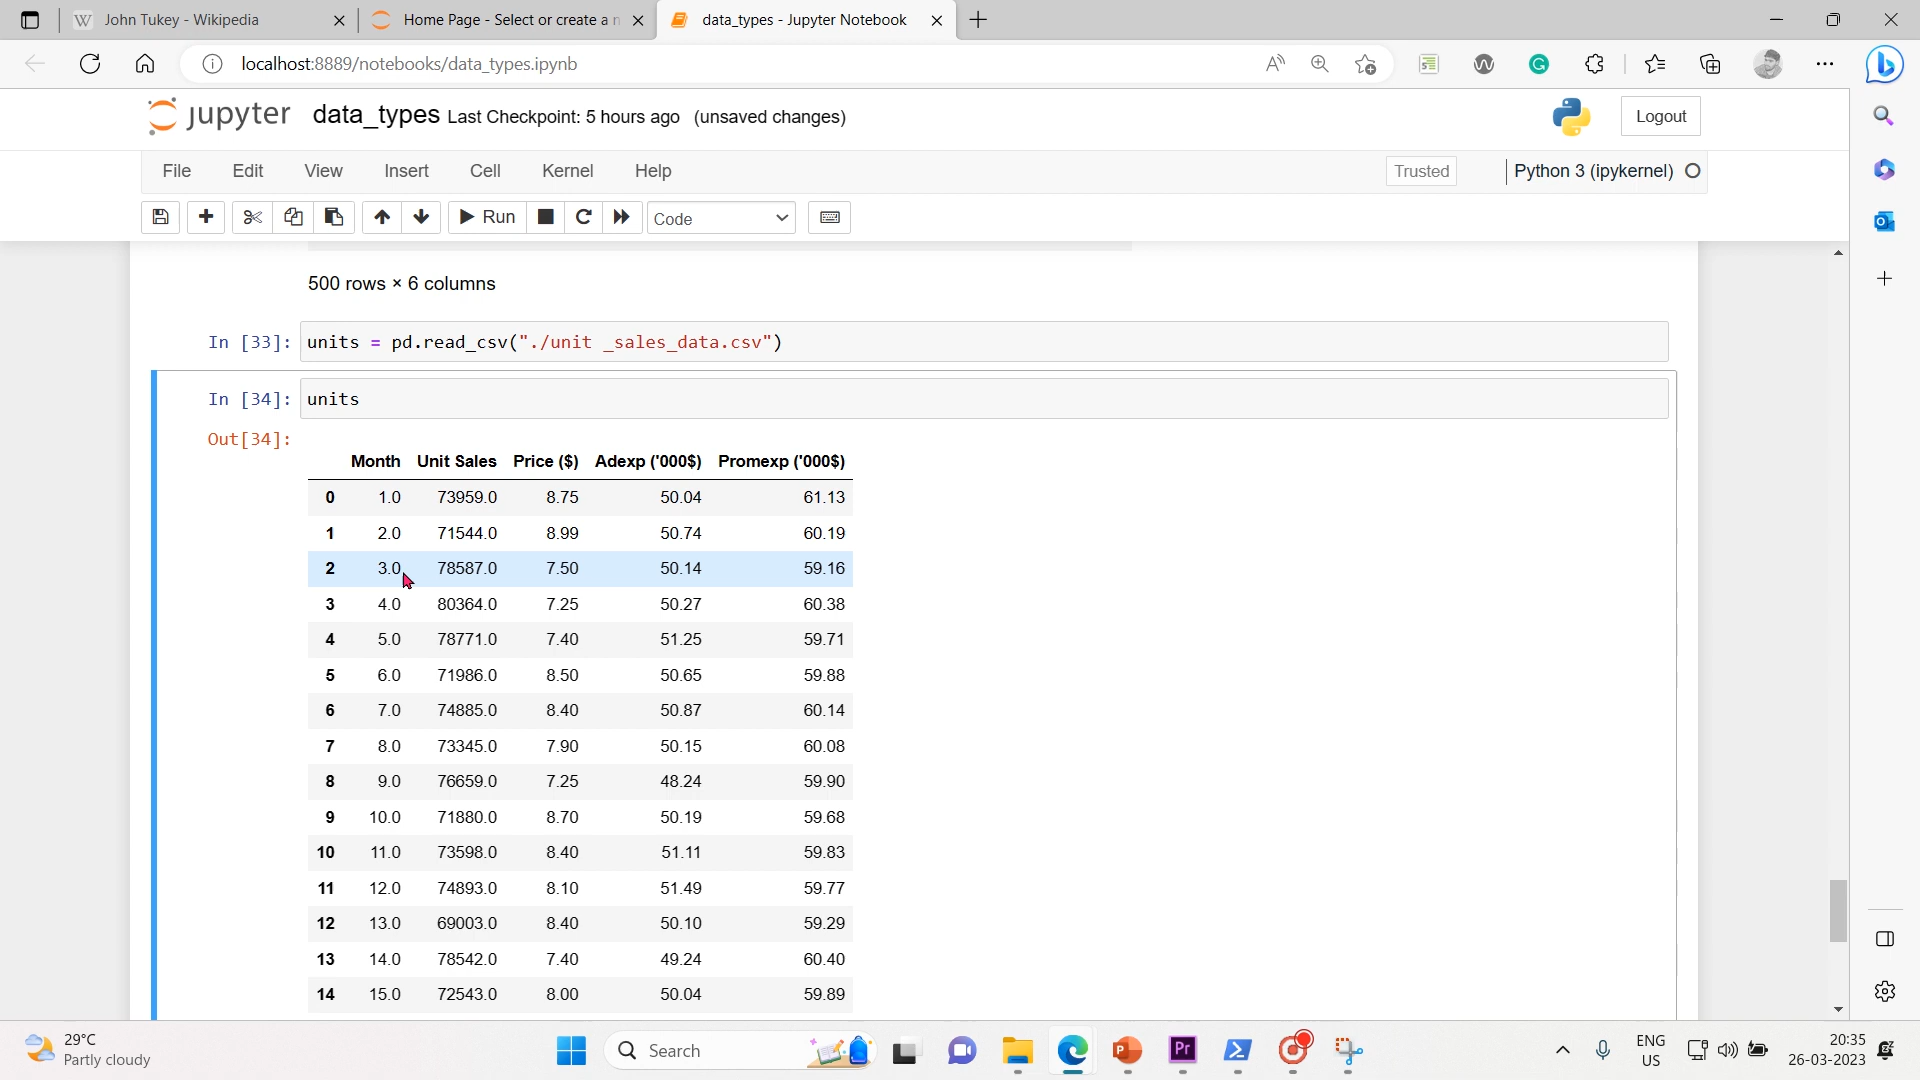 John Tukey - Wikipedia
Home Page - Select or create a n
data_types - Jupyter Notebook
localhost:8889/notebooks/data_types.ipynb
jupyter data_types Last Checkpoint: 5 hours ago (unsaved changes)
Logout
File Edit View Insert Cell Kernel Help
Trusted
Python 3 (ipykernel)
Run
Code
500 rows × 6 columns
In [33]: units = pd.read_csv("./unit _sales_data.csv")
In [34]: units
Out[34]:
Month Unit Sales Price ($) Adexp ('000$) Promexp ('000$)
0 1.0 73959.0 8.75 50.04 61.13
1 2.0 71544.0 8.99 50.74 60.19
2 3.0 78587.0 7.50 50.14 59.16
3 4.0 80364.0 7.25 50.27 60.38
4 5.0 78771.0 7.40 51.25 59.71
5 6.0 71986.0 8.50 50.65 59.88
6 7.0 74885.0 8.40 50.87 60.14
7 8.0 73345.0 7.90 50.15 60.08
8 9.0 76659.0 7.25 48.24 59.90
9 10.0 71880.0 8.70 50.19 59.68
10 11.0 73598.0 8.40 51.11 59.83
11 12.0 74893.0 8.10 51.49 59.77
12 13.0 69003.0 8.40 50.10 59.29
13 14.0 78542.0 7.40 49.24 60.40
14 15.0 72543.0 8.00 50.04 59.89
29°C
Partly cloudy
Search
Pr
ENG
US
20:35
26-03-2023